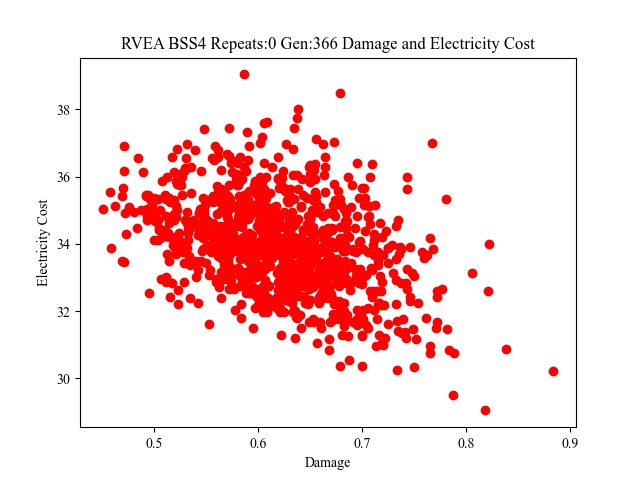 RVEA BSS4 Repeats:0 Gen:366 Damage and Electricity Cost
38
36
34
32
30
Electricity Cost
0.5 0.6 0.7 0.8 0.9
Damage